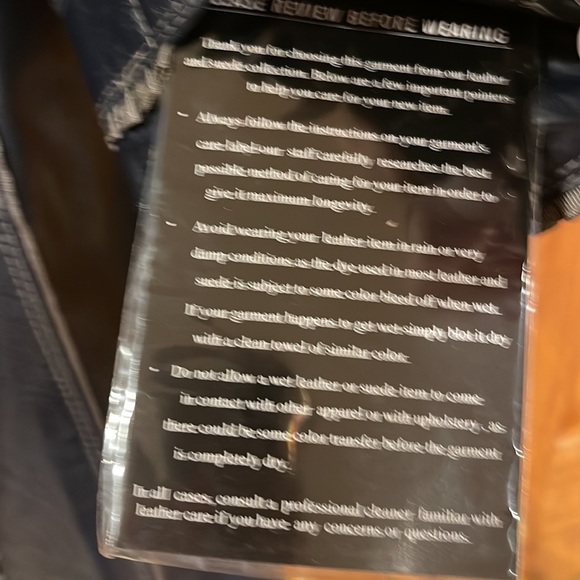 PLEASE REVIEW BEFORE WEARING
Thank you for choosing this garment from our leather
and suede collection. Below are a few important pointers
to help you care for your new item.
- Always follow the instructions on your garment's
care label-our staff carefully researches the best
possible method of caring for your item in order to
give it maximum longevity.
- Avoid wearing your leather item in rain or very
damp conditions as the dye used in most leather and
suede is subject to some color bleed off when wet.
If your garment happens to get wet simply blot it dry
with a clean towel of similar color.
- Do not allow a wet leather or suede item to come
in contact with other apparel or with upholstery, as
there could be some color transfer before the garment
is completely dry.
In all cases, consult a professional cleaner familiar with
leather care if you have any concerns or questions.